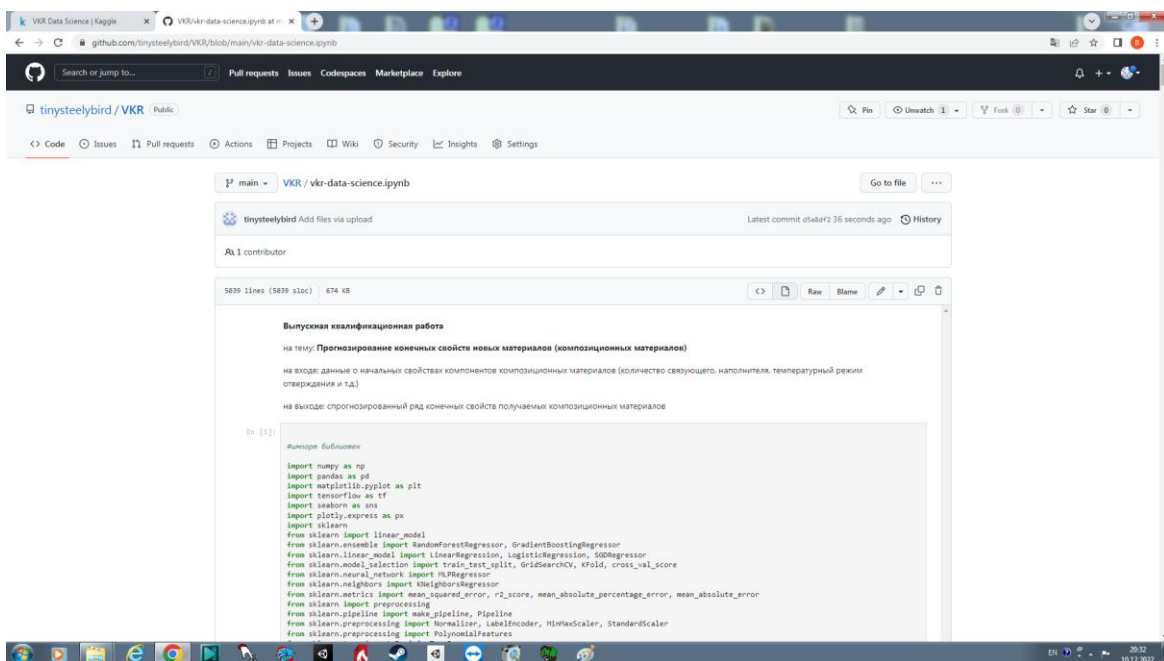 VKR Data Science | Kaggle
VKR/vkr-data-science.ipynb at m
github.com/tinysteelybird/VKR/blob/main/vkr-data-science.ipynb
Search or jump to...
/
Pull requests Issues Codespaces Marketplace Explore
tinysteelybird / VKR Public
Pin
Unwatch 1
Fork 0
Star 0
Code Issues Pull requests Actions Projects Wiki Security Insights Settings
main
VKR / vkr-data-science.ipynb
Go to file
...
tinysteelybird Add files via upload
Latest commit d5a8df2 36 seconds ago History
1 contributor
5039 lines (5039 sloc) 674 KB
Raw Blame
Выпускная квалификационная работа
на тему: Прогнозирование конечных свойств новых материалов (композиционных материалов)
на входе: данные о начальных свойствах компонентов композиционных материалов (количество связующего, наполнителя, температурный режим
отверждения и т.д.)
на выходе: спрогнозированный ряд конечных свойств получаемых композиционных материалов
In [1]:
#импорт библиотек
import numpy as np
import pandas as pd
import matplotlib.pyplot as plt
import tensorflow as tf
import seaborn as sns
import plotly.express as px
import sklearn
from sklearn import linear_model
from sklearn.ensemble import RandomForestRegressor, GradientBoostingRegressor
from sklearn.linear_model import LinearRegression, LogisticRegression, SGDRegressor
from sklearn.model_selection import train_test_split, GridSearchCV, KFold, cross_val_score
from sklearn.neural_network import MLPRegressor
from sklearn.neighbors import KNeighborsRegressor
from sklearn.metrics import mean_squared_error, r2_score, mean_absolute_percentage_error, mean_absolute_error
from sklearn import preprocessing
from sklearn.pipeline import make_pipeline, Pipeline
from sklearn.preprocessing import Normalizer, LabelEncoder, MinMaxScaler, StandardScaler
from sklearn.preprocessing import PolynomialFeatures
EN
20:32
10.12.2022